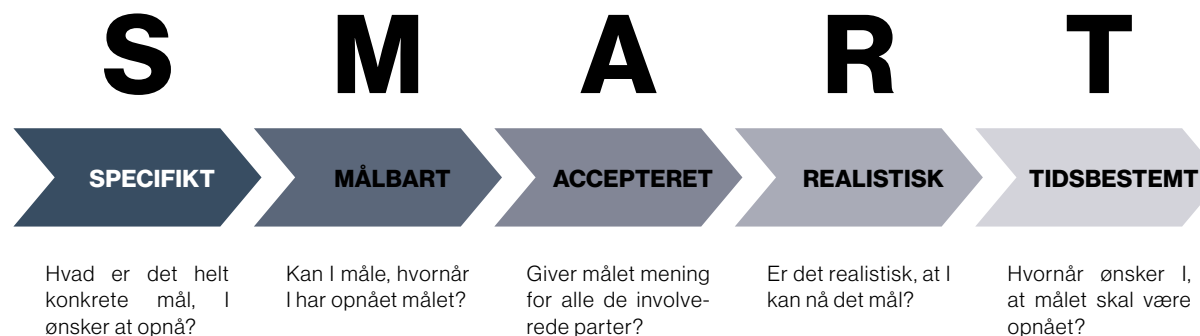 S M A R T
SPECIFIKT MÅLBART ACCEPTERET REALISTISK TIDSBESTEMT
Hvad er det helt
konkrete mål, I
ønsker at opnå?
Kan I måle, hvornår
I har opnået målet?
Giver målet mening
for alle de involve-
rede parter?
Er det realistisk, at I
kan nå det mål?
Hvornår ønsker I,
at målet skal være
opnået?